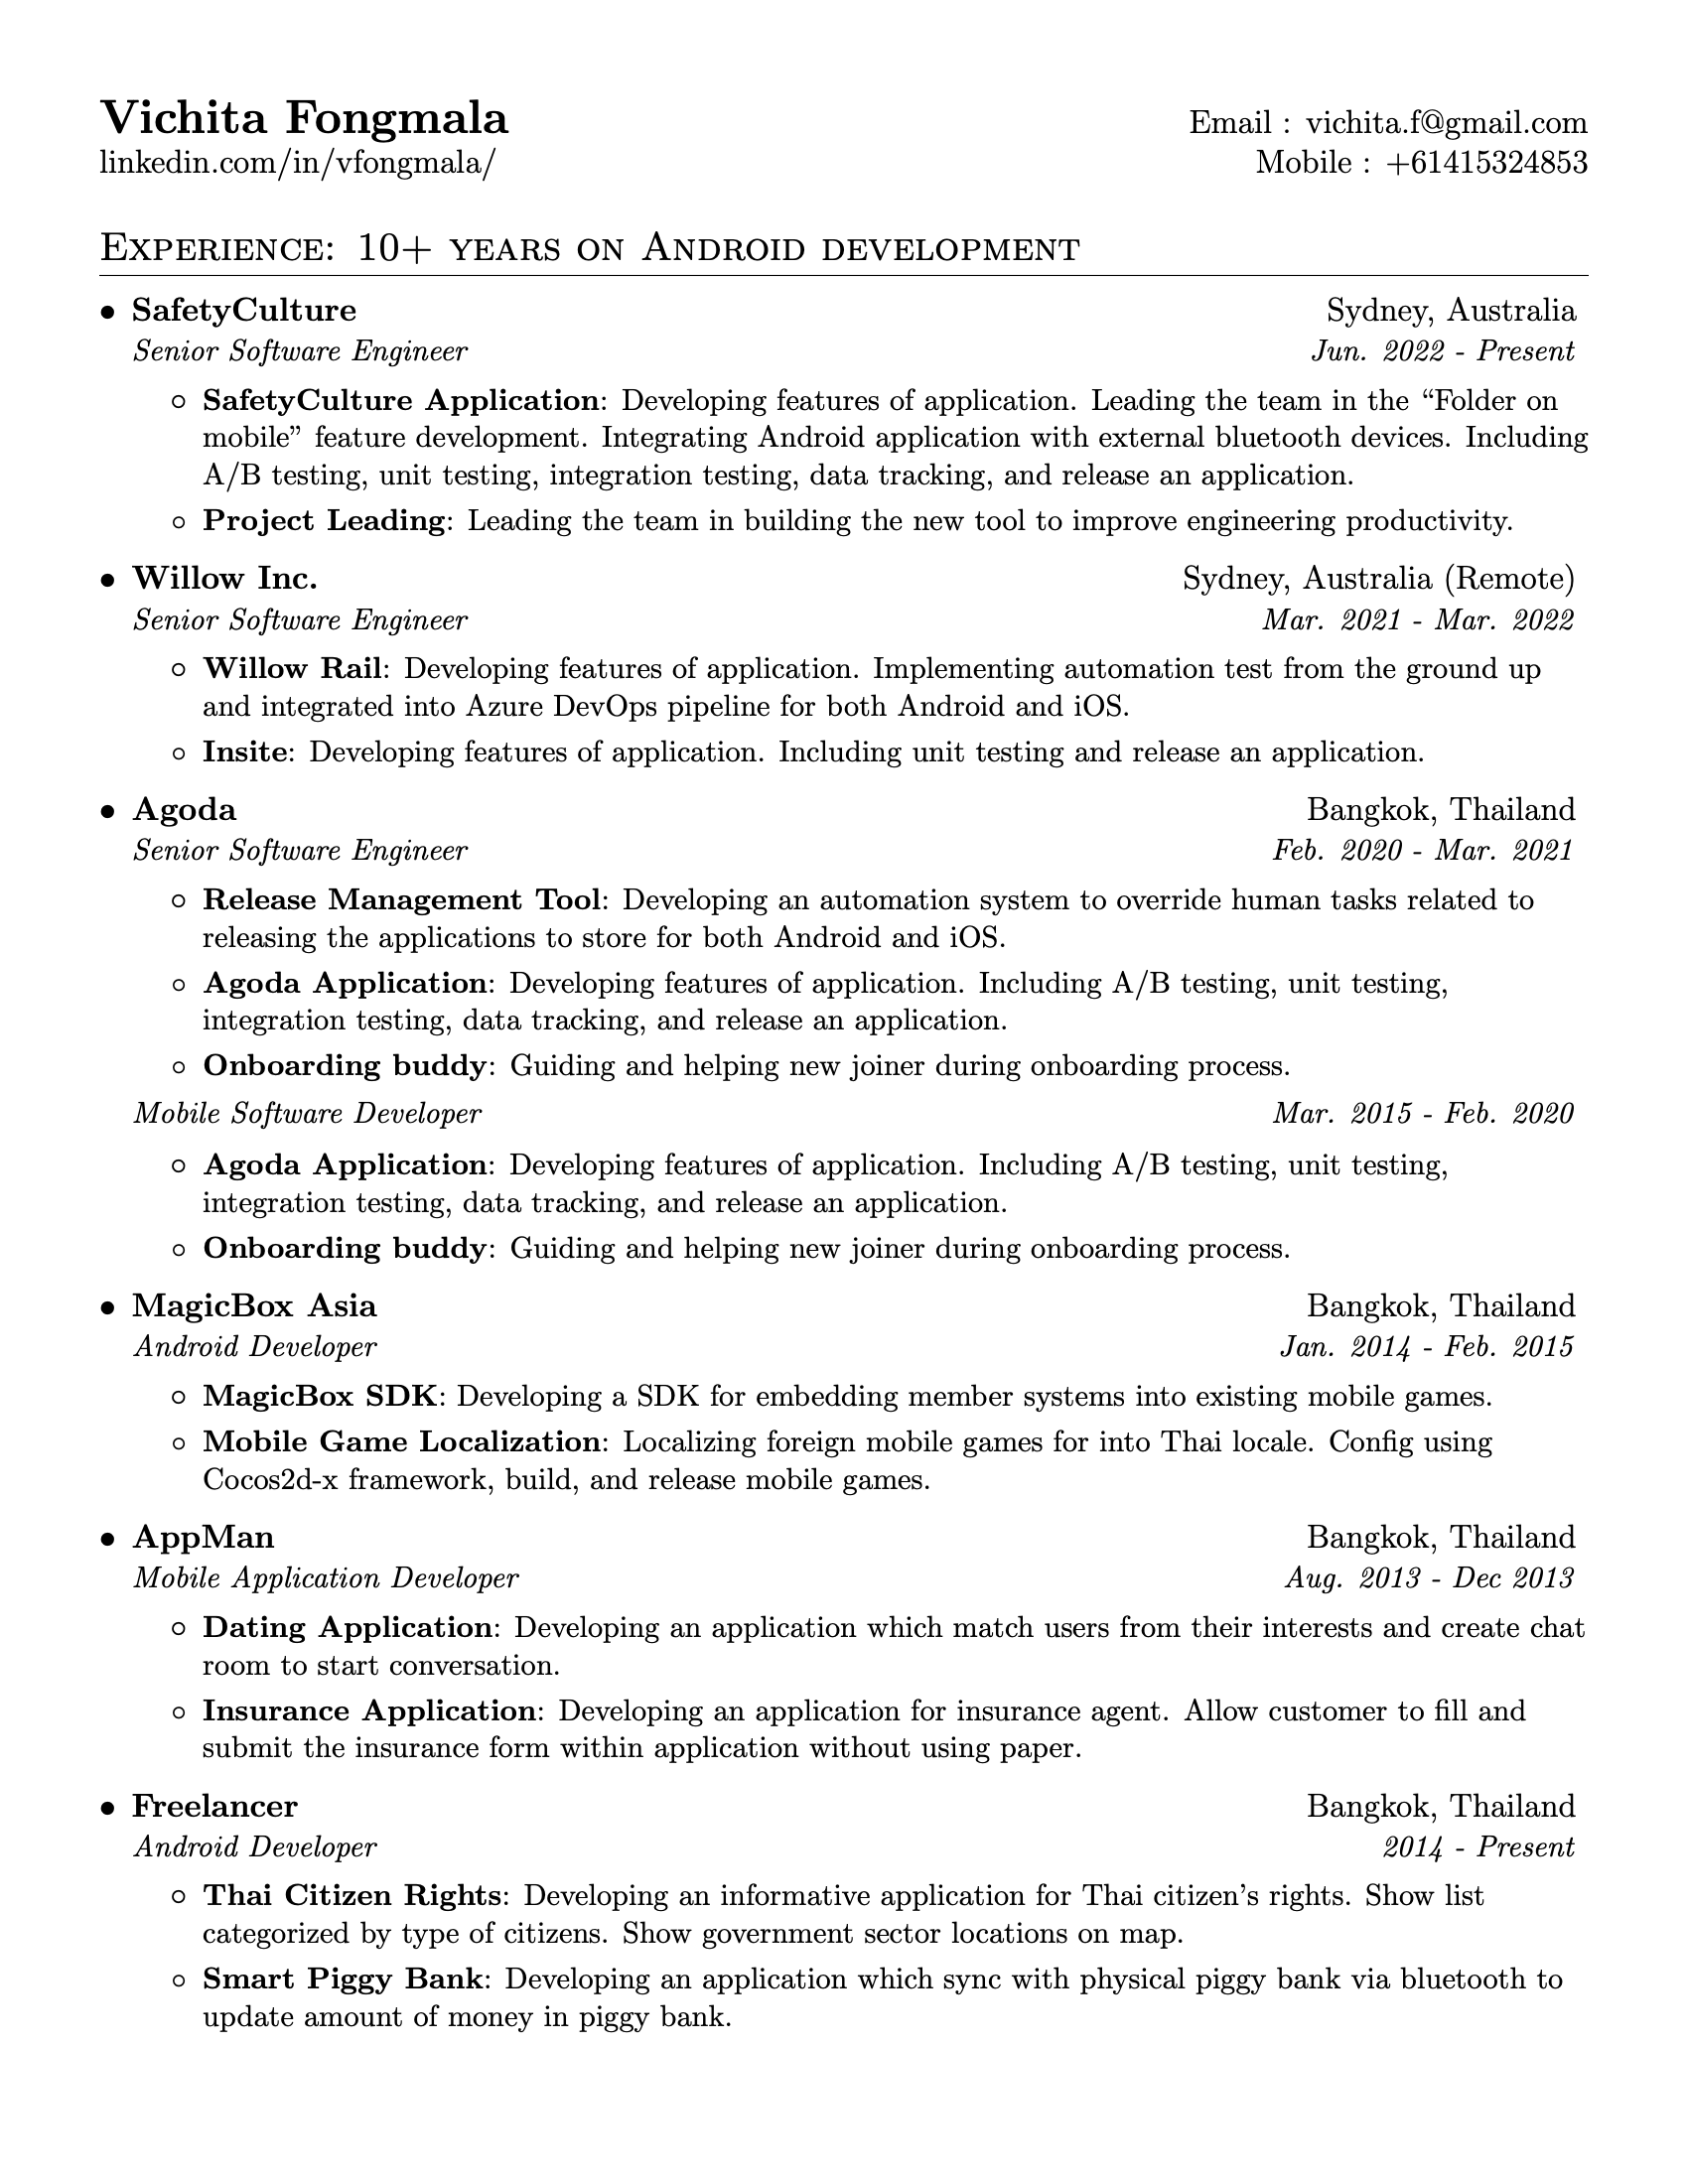 Vichita Fongmala
Email : vichita.f@gmail.com
linkedin.com/in/vfongmala/
Mobile : +61415324853
Experience: 10+ years on Android development
• SafetyCulture
Sydney, Australia
Senior Software Engineer
Jun. 2022 - Present
◦ SafetyCulture Application: Developing features of application. Leading the team in the “Folder on
mobile” feature development. Integrating Android application with external bluetooth devices. Including
A/B testing, unit testing, integration testing, data tracking, and release an application.
◦ Project Leading: Leading the team in building the new tool to improve engineering productivity.
• Willow Inc.
Sydney, Australia (Remote)
Senior Software Engineer
Mar. 2021 - Mar. 2022
◦ Willow Rail: Developing features of application. Implementing automation test from the ground up
and integrated into Azure DevOps pipeline for both Android and iOS.
◦ Insite: Developing features of application. Including unit testing and release an application.
• Agoda
Bangkok, Thailand
Senior Software Engineer
Feb. 2020 - Mar. 2021
◦ Release Management Tool: Developing an automation system to override human tasks related to
releasing the applications to store for both Android and iOS.
◦ Agoda Application: Developing features of application. Including A/B testing, unit testing,
integration testing, data tracking, and release an application.
◦ Onboarding buddy: Guiding and helping new joiner during onboarding process.
Mobile Software Developer
Mar. 2015 - Feb. 2020
◦ Agoda Application: Developing features of application. Including A/B testing, unit testing,
integration testing, data tracking, and release an application.
◦ Onboarding buddy: Guiding and helping new joiner during onboarding process.
• MagicBox Asia
Bangkok, Thailand
Android Developer
Jan. 2014 - Feb. 2015
◦ MagicBox SDK: Developing a SDK for embedding member systems into existing mobile games.
◦ Mobile Game Localization: Localizing foreign mobile games for into Thai locale. Config using
Cocos2d-x framework, build, and release mobile games.
• AppMan
Bangkok, Thailand
Mobile Application Developer
Aug. 2013 - Dec 2013
◦ Dating Application: Developing an application which match users from their interests and create chat
room to start conversation.
◦ Insurance Application: Developing an application for insurance agent. Allow customer to fill and
submit the insurance form within application without using paper.
• Freelancer
Bangkok, Thailand
Android Developer
2014 - Present
◦ Thai Citizen Rights: Developing an informative application for Thai citizen’s rights. Show list
categorized by type of citizens. Show government sector locations on map.
◦ Smart Piggy Bank: Developing an application which sync with physical piggy bank via bluetooth to
update amount of money in piggy bank.